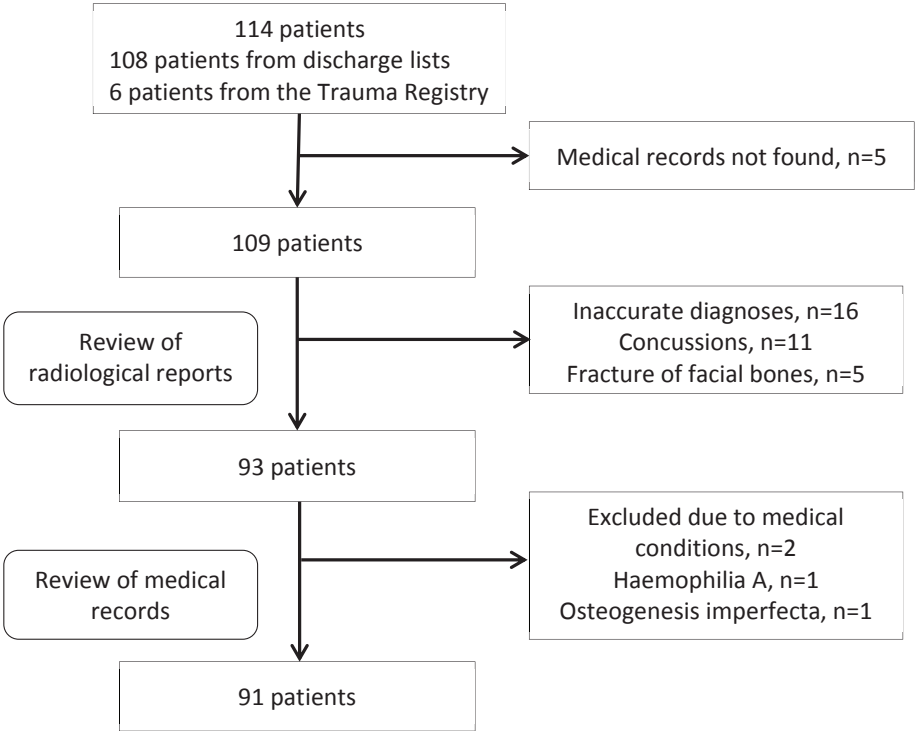 114 patients
108 patients from discharge lists
6 patients from the Trauma Registry
Medical records not found, n=5
109 patients
Review of
radiological reports
Inaccurate diagnoses, n=16
Concussions, n=11
Fracture of facial bones, n=5
93 patients
Review of medical
records
Excluded due to medical
conditions, n=2
Haemophilia A, n=1
Osteogenesis imperfecta, n=1
91 patients